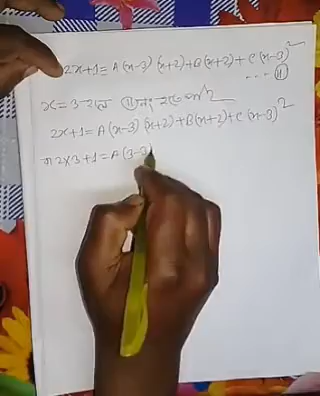 2x+1 = A(x-3)(x+2)+B(x+2)+C(x-3)²
... (ii)
x = 3 হলে (ii)নং হতে পাই
2x+1 = A(x-3)(x+2)+B(x+2)+C(x-3)²
বা 2×3+1 = A(3-3)